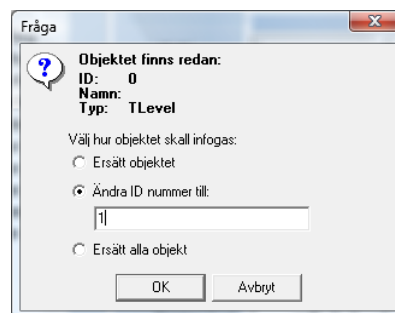 Fråga
Objektet finns redan:
ID: 0
Namn:
Typ: TLevel
Välj hur objektet skall infogas:
Ersätt objektet
Ändra ID nummer till:
1
Ersätt alla objekt
OK Avbryt